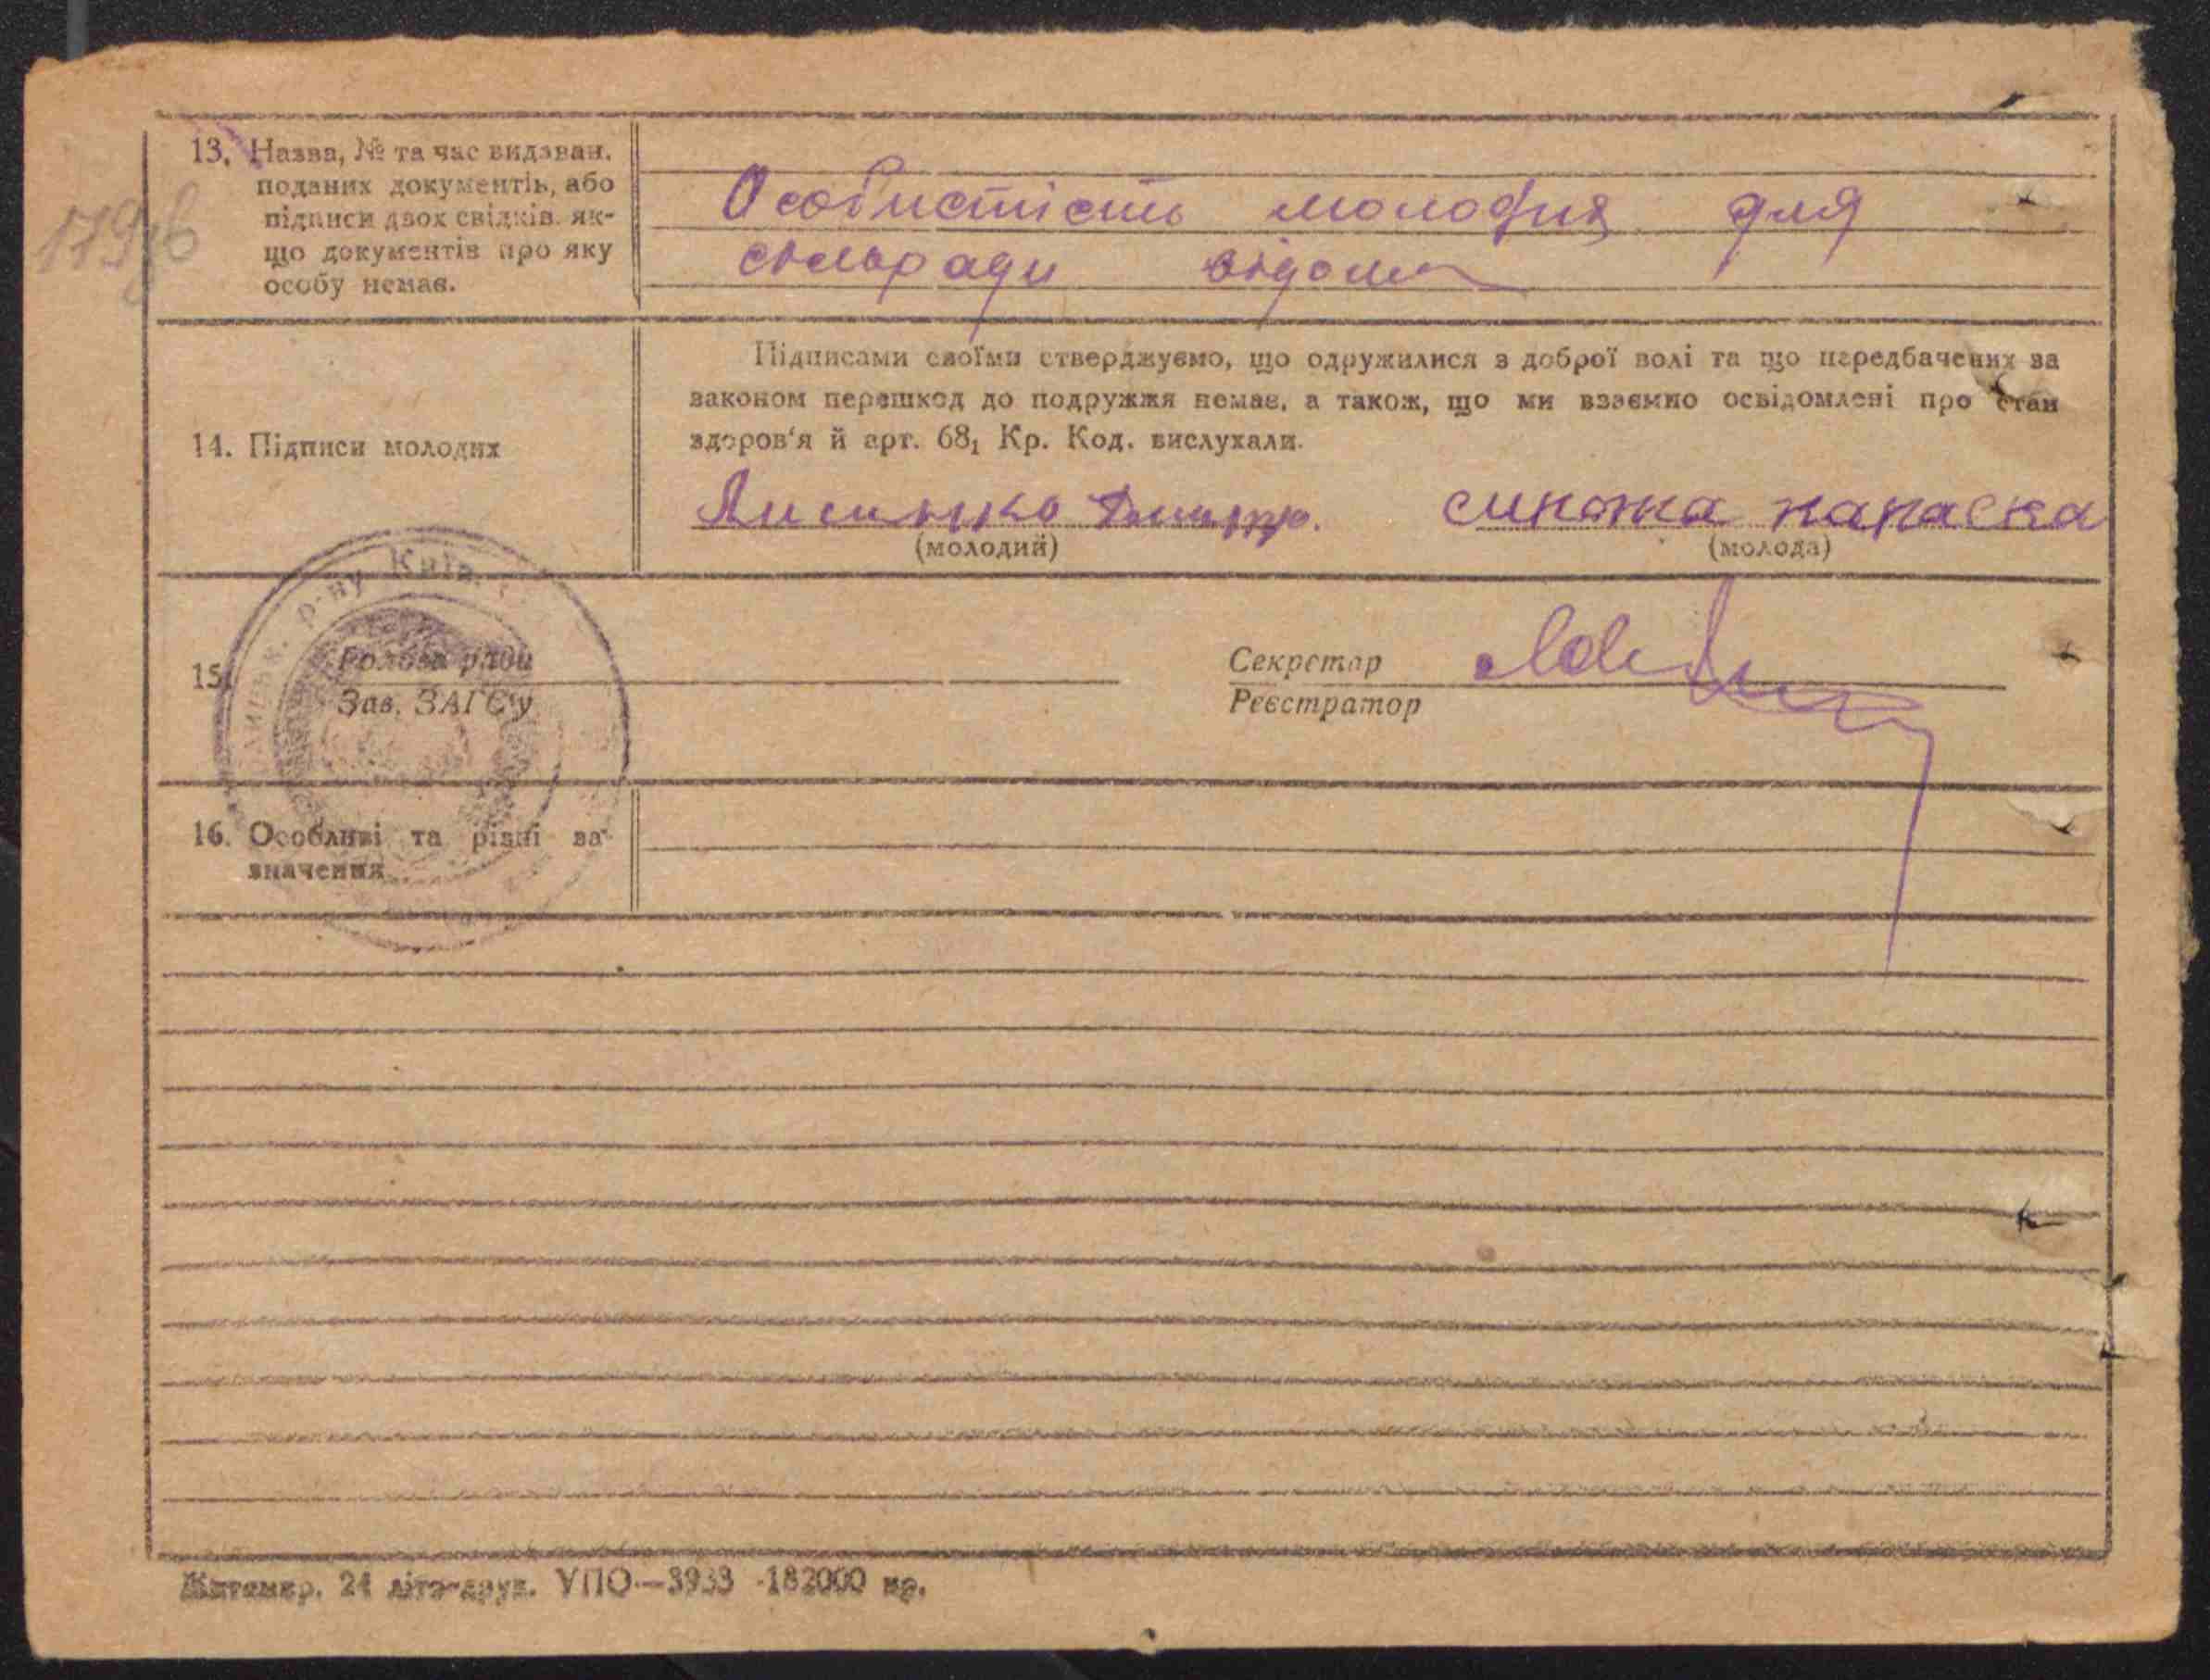 13. Назва, № та час видаван.
поданих документів, або
підписи двох свідків, як-
що документів про яку
особу немає.
179
Особистість молодих для
сільради відома
14. Підписи молодих
Підписами своїми стверджуємо, що одружилися з доброї волі та що передбачених за
законом перешкод до подружжя немає, а також, що ми взаємно освідомлені про стан
здоров'я й арт. 68₁ Кр. Код. вислухали.
Лисенко
(молодий)
(молода)
р-ну Київ.
15.
Голова ради
Зав. ЗАГС'у
Секретар
Реєстратор
16. Особливі та різні за-
значення
Житомир. 24 літо-друк. УПО—3933 -182000 пр.